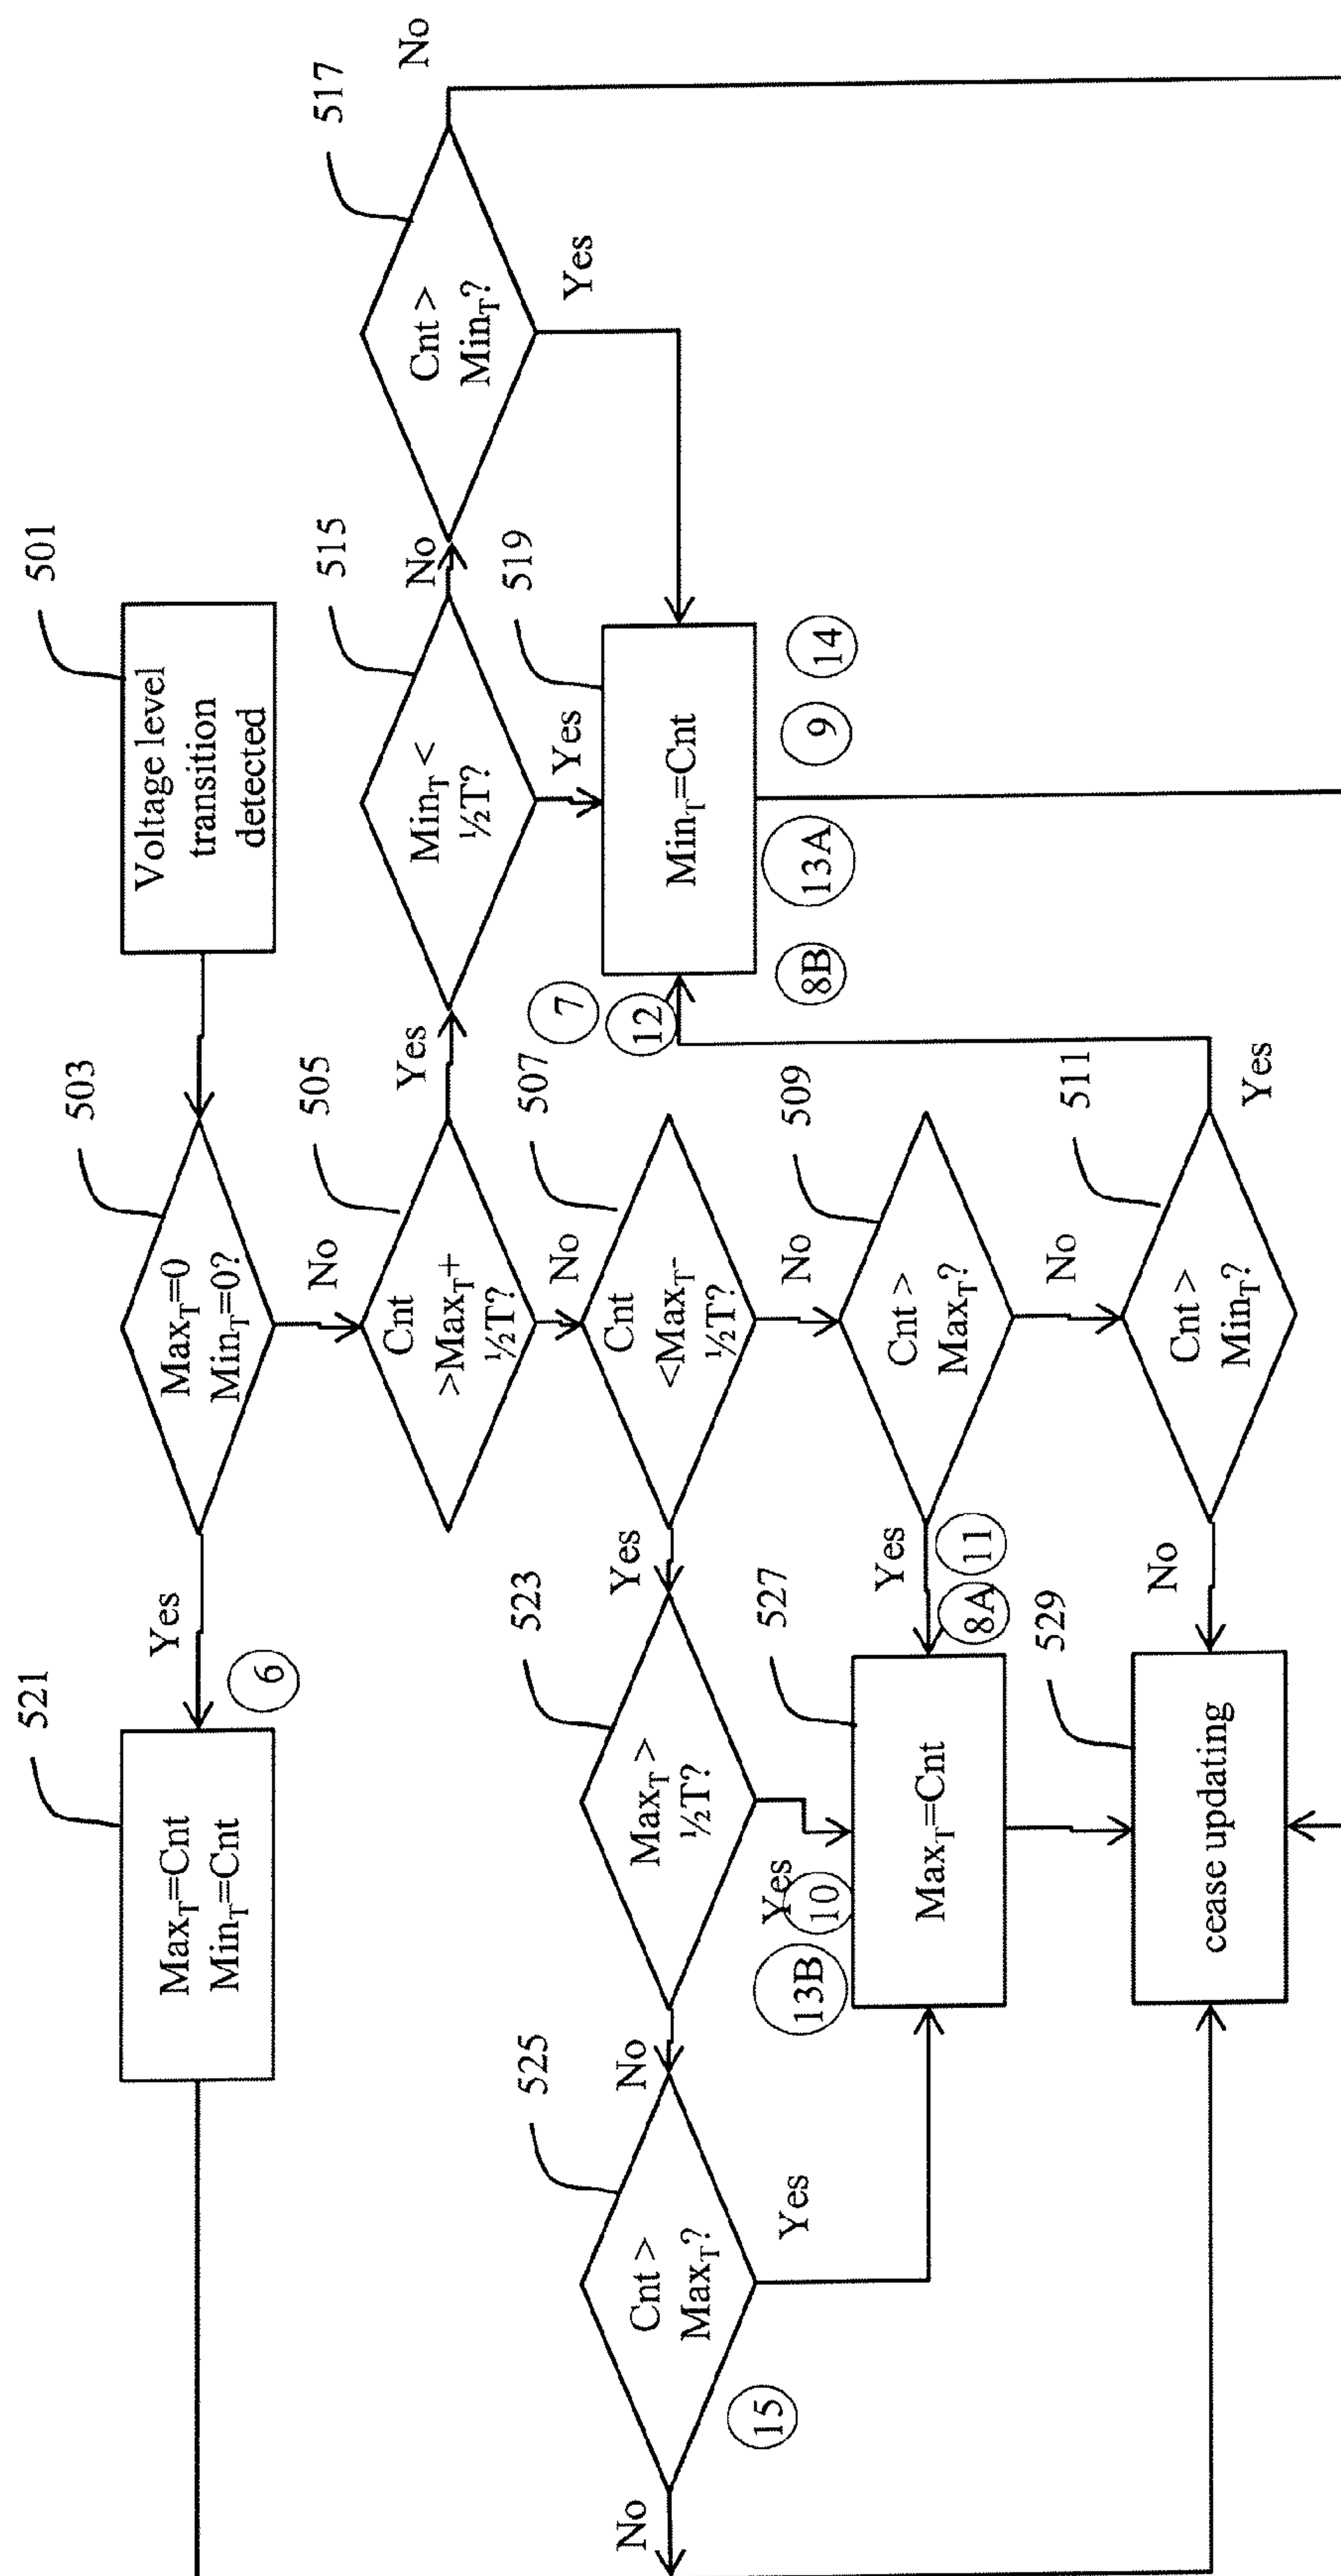 501
Voltage level
transition
detected
503
Max_T=0
Min_T=0?
Yes
No
521
6
Max_T=Cnt
Min_T=Cnt
505
Cnt
>Max_T+
½T?
Yes
No
515
Min_T <
½T?
No
Yes
517
Cnt >
Min_T?
No
Yes
519
Min_T=Cnt
7
12
8B
13A
9
14
507
Cnt
<Max_T-
½T?
Yes
No
523
Max_T >
½T?
No
Yes
10
13B
525
Cnt >
Max_T?
Yes
No
15
509
Cnt >
Max_T?
Yes
No
8A
11
527
Max_T=Cnt
511
Cnt >
Min_T?
Yes
No
529
cease updating